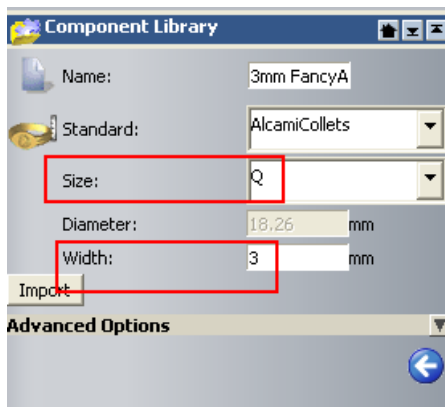 Component Library
Name: 3mm FancyA
Standard: AlcamiCollets
Size: Q
Diameter: 18.26 mm
Width: 3 mm
Import
Advanced Options